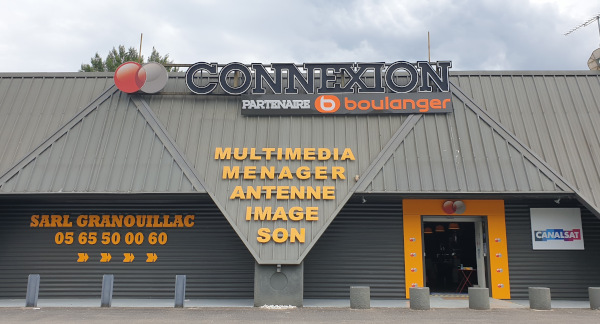 CONNEXION
PARTENAIRE b boulanger
MULTIMEDIA
MENAGER
ANTENNE
IMAGE
SON
SARL GRANOUILLAC
05 65 50 00 60
CANALSAT